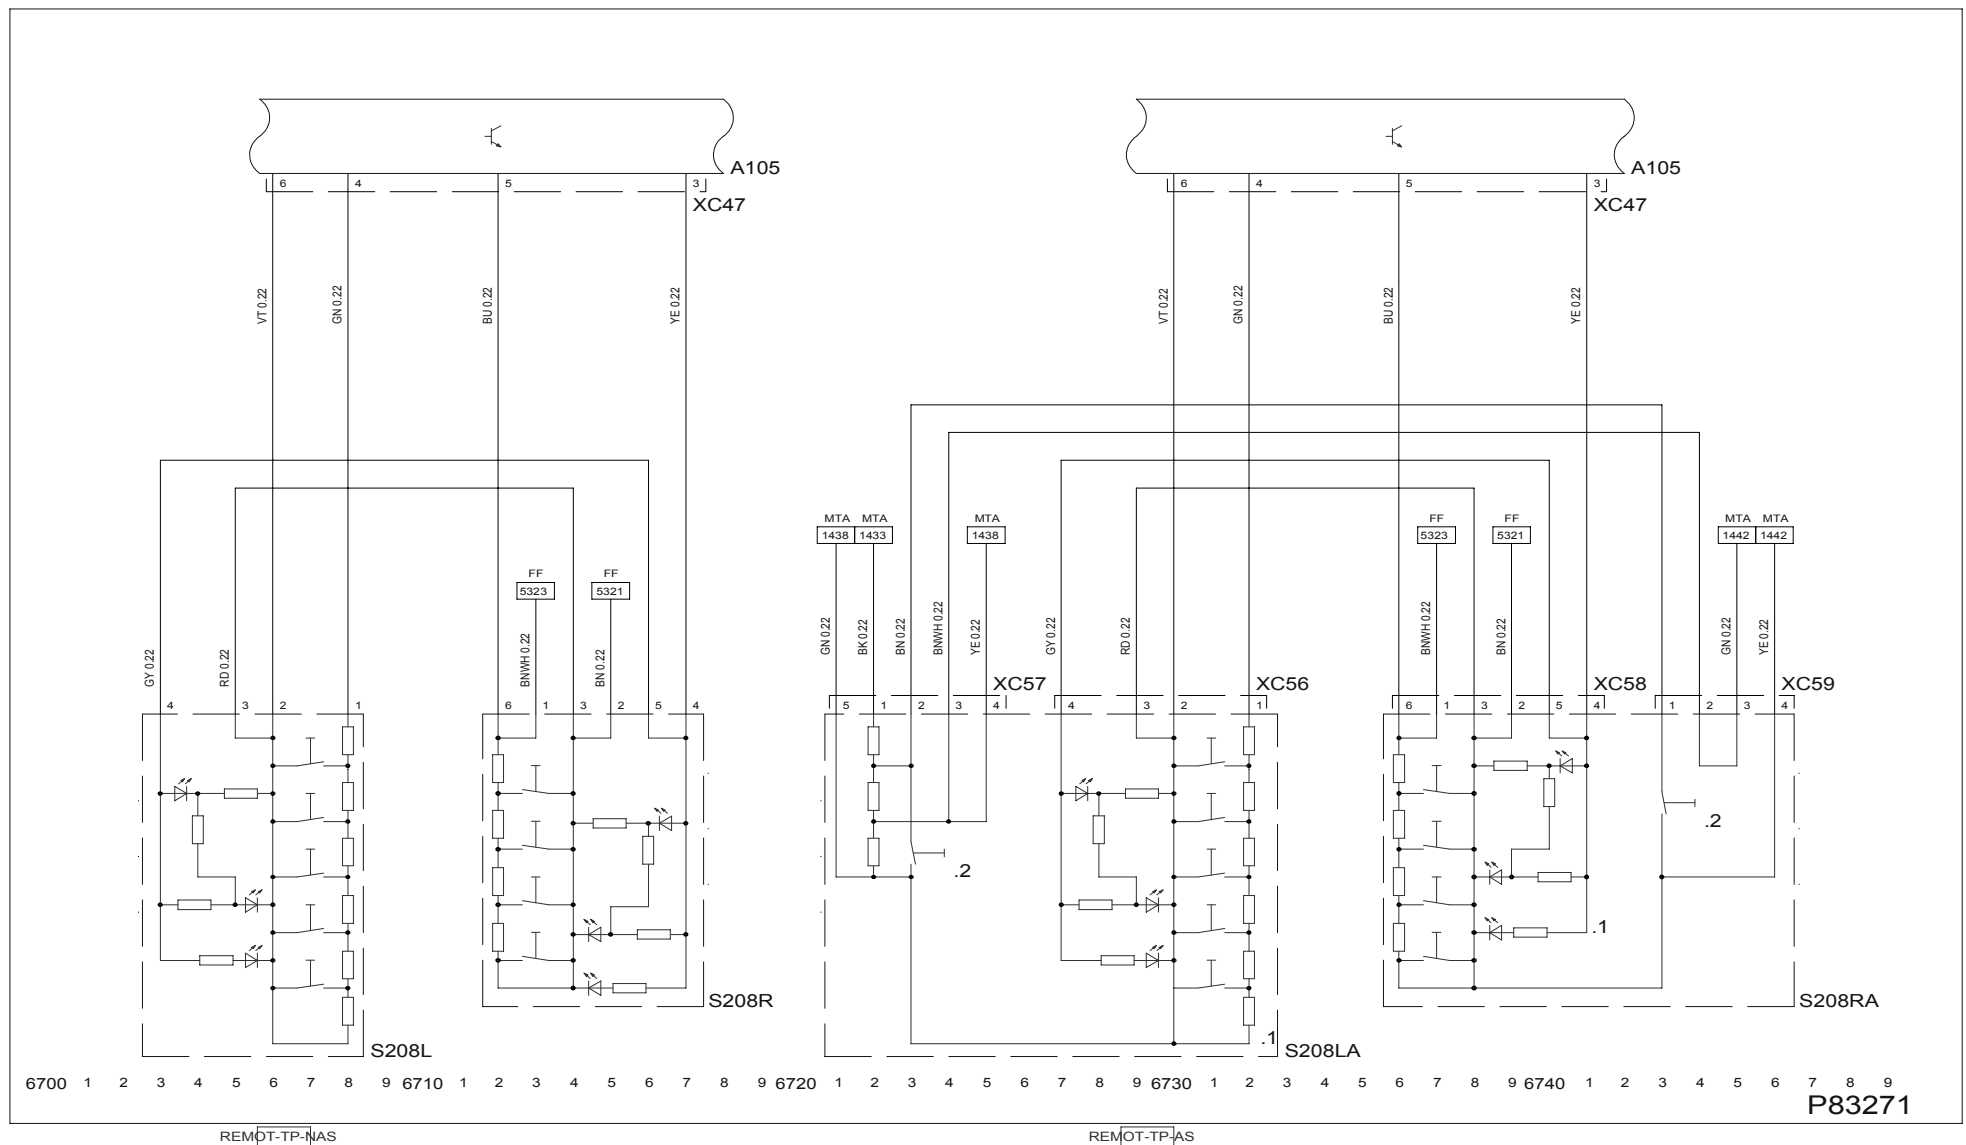 A105 A105
6 4 5 3 6 4 5 3
XC47 XC47
VT 0.22 GN 0.22 BU 0.22 YE 0.22 VT 0.22 GN 0.22 BU 0.22 YE 0.22
MTA MTA MTA FF FF MTA MTA
1438 1433 1438 5323 5321 1442 1442
FF FF
5323 5321
GY 0.22 RD 0.22 BNWH 0.22 BN 0.22 GN 0.22 BK 0.22 BN 0.22 BNWH 0.22 YE 0.22 GY 0.22 RD 0.22 BNWH 0.22 BN 0.22 GN 0.22 YE 0.22
XC57 XC56 XC58 XC59
4 3 2 1 6 1 3 2 5 4 5 1 2 3 4 4 3 2 1 6 1 3 2 5 4 1 2 3 4
.2
.2
.1
S208R S208RA
.1
S208L S208LA
6700 1 2 3 4 5 6 7 8 9 6710 1 2 3 4 5 6 7 8 9 6720 1 2 3 4 5 6 7 8 9 6730 1 2 3 4 5 6 7 8 9 6740 1 2 3 4 5 6 7 8 9
P83271
REMOT-TP-NAS REMOT-TP-AS